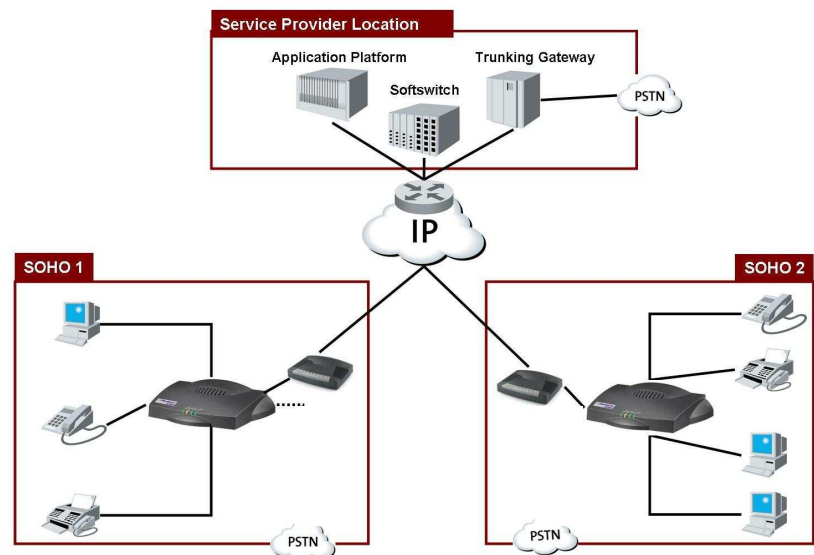 Service Provider Location
Application Platform
Trunking Gateway
Softswitch
PSTN
IP
SOHO 1
SOHO 2
PSTN
PSTN